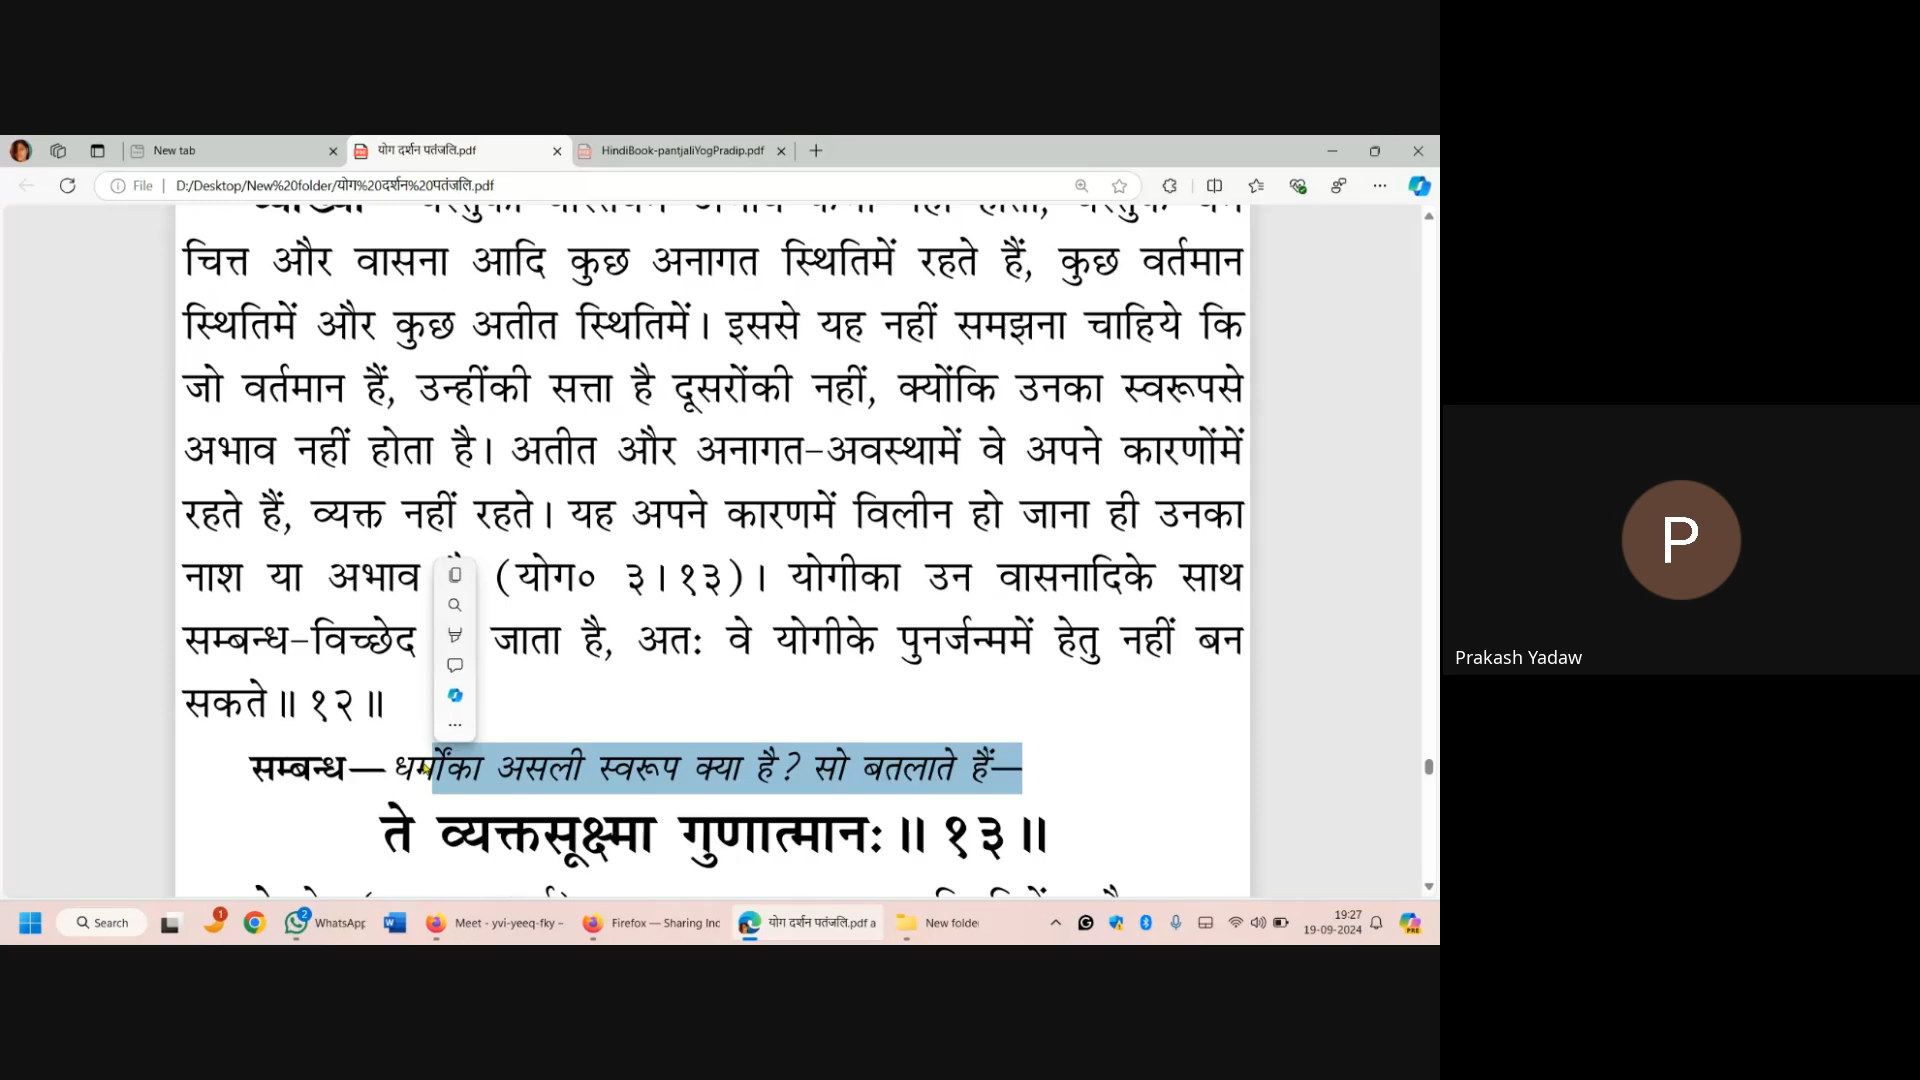 New tab
योग दर्शन पतंजलि.pdf
HindiBook-pantjaliYogPradip.pdf
File
D:/Desktop/New%20folder/योग%20दर्शन%20पतंजलि.pdf
चित्त और वासना आदि कुछ अनागत स्थितिमें रहते हैं, कुछ वर्तमान
स्थितिमें और कुछ अतीत स्थितिमें। इससे यह नहीं समझना चाहिये कि
जो वर्तमान हैं, उन्हींकी सत्ता है दूसरोंकी नहीं, क्योंकि उनका स्वरूपसे
अभाव नहीं होता है। अतीत और अनागत-अवस्थामें वे अपने कारणोंमें
रहते हैं, व्यक्त नहीं रहते। यह अपने कारणमें विलीन हो जाना ही उनका
नाश या अभाव (योग० ३।१३)। योगीका उन वासनादिके साथ
सम्बन्ध-विच्छेद जाता है, अतः वे योगीके पुनर्जन्ममें हेतु नहीं बन
सकते॥ १२॥
सम्बन्ध— धर्मोंका असली स्वरूप क्या है? सो बतलाते हैं—
ते व्यक्तसूक्ष्मा गुणात्मानः॥ १३॥
P
Prakash Yadaw
Search
1
2
WhatsApp
Meet - yvi-yeeq-fky -
Firefox — Sharing Inc
योग दर्शन पतंजलि.pdf a
New folde
19:27
19-09-2024
PRE